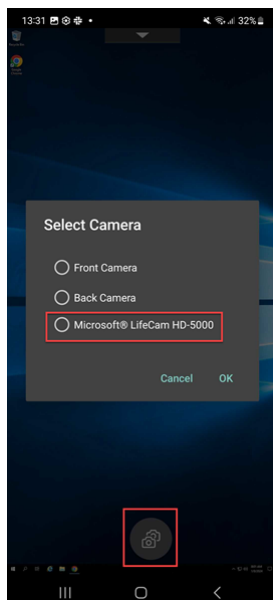 13:31
32%
Select Camera
Front Camera
Back Camera
Microsoft® LifeCam HD-5000
Cancel OK